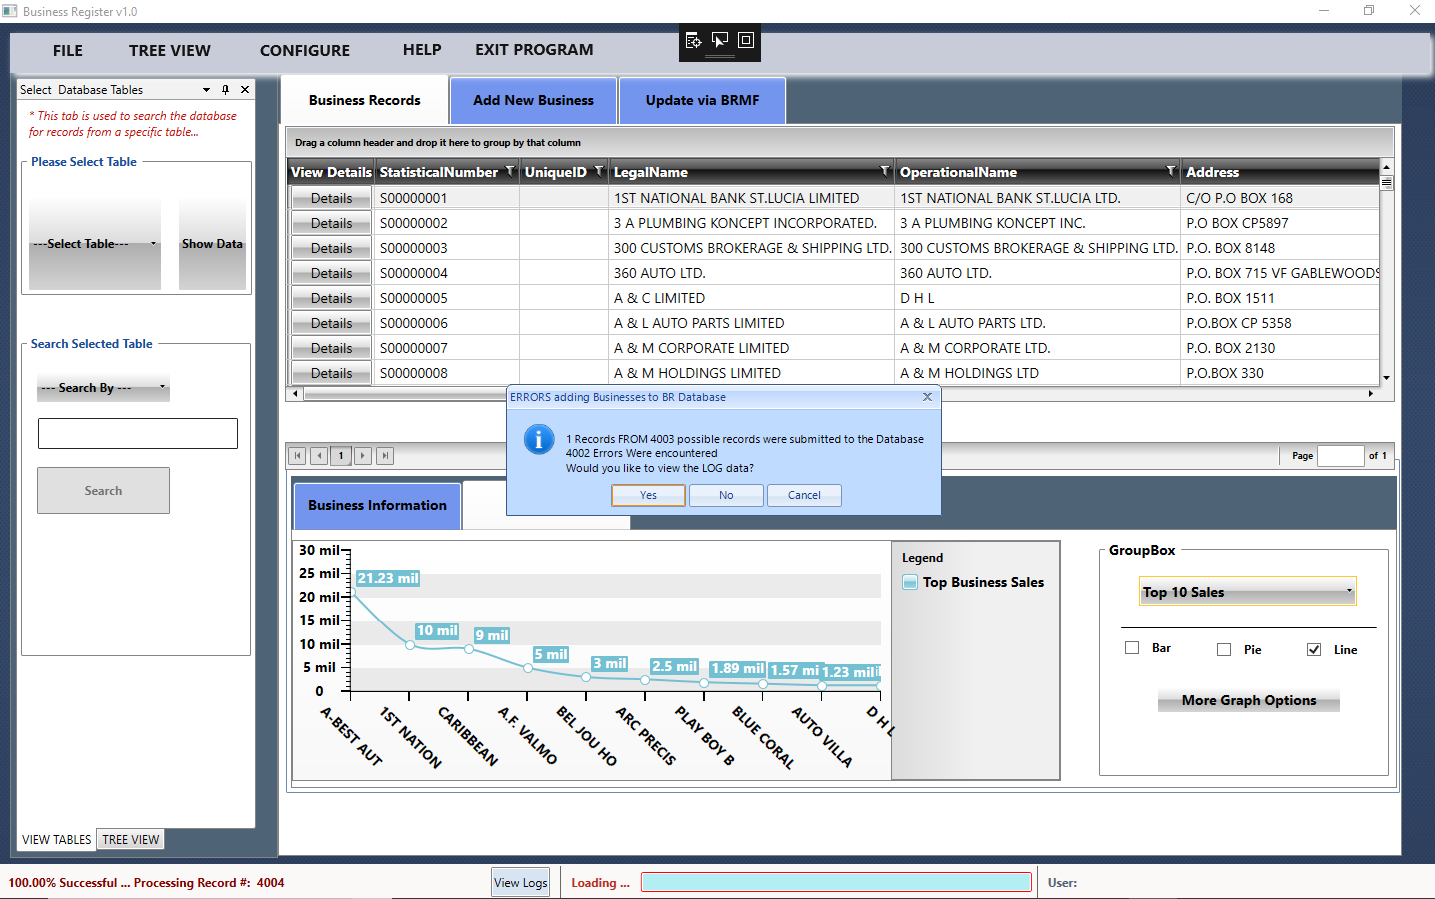 Business Register v1.0
FILE TREE VIEW CONFIGURE HELP EXIT PROGRAM
Select Database Tables
* This tab is used to search the database
for records from a specific table...
Please Select Table
---Select Table---
Show Data
Search Selected Table
--- Search By ---
Search
VIEW TABLES TREE VIEW
Business Records Add New Business Update via BRMF
Drag a column header and drop it here to group by that column
View Details StatisticalNumber UniqueID LegalName OperationalName Address
Details S00000001 1ST NATIONAL BANK ST.LUCIA LIMITED 1ST NATIONAL BANK ST.LUCIA LTD. C/O P.O BOX 168
Details S00000002 3 A PLUMBING KONCEPT INCORPORATED. 3 A PLUMBING KONCEPT INC. P.O BOX CP5897
Details S00000003 300 CUSTOMS BROKERAGE & SHIPPING LTD. 300 CUSTOMS BROKERAGE & SHIPPING LTD. P.O. BOX 8148
Details S00000004 360 AUTO LTD. 360 AUTO LTD. P.O. BOX 715 VF GABLEWOODS
Details S00000005 A & C LIMITED D H L P.O. BOX 1511
Details S00000006 A & L AUTO PARTS LIMITED A & L AUTO PARTS LTD. P.O.BOX CP 5358
Details S00000007 A & M CORPORATE LIMITED A & M CORPORATE LTD. P.O. BOX 2130
Details S00000008 A & M HOLDINGS LIMITED A & M HOLDINGS LTD P.O.BOX 330
ERRORS adding Businesses to BR Database
1 Records FROM 4003 possible records were submitted to the Database
4002 Errors Were encountered
Would you like to view the LOG data?
Yes No Cancel
1
Page of 1
Business Information
30 mil
25 mil
20 mil
15 mil
10 mil
5 mil
0
21.23 mil
10 mil
9 mil
5 mil
3 mil
2.5 mil
1.89 mil
1.57 mi
1.23 mil
A-BEST AUT
1ST NATION
CARIBBEAN
A.F. VALMO
BEL JOU HO
ARC PRECIS
PLAY BOY B
BLUE CORAL
AUTO VILLA
D H L
Legend
Top Business Sales
GroupBox
Top 10 Sales
Bar Pie Line
More Graph Options
100.00% Successful ... Processing Record #: 4004
View Logs
Loading ...
User: